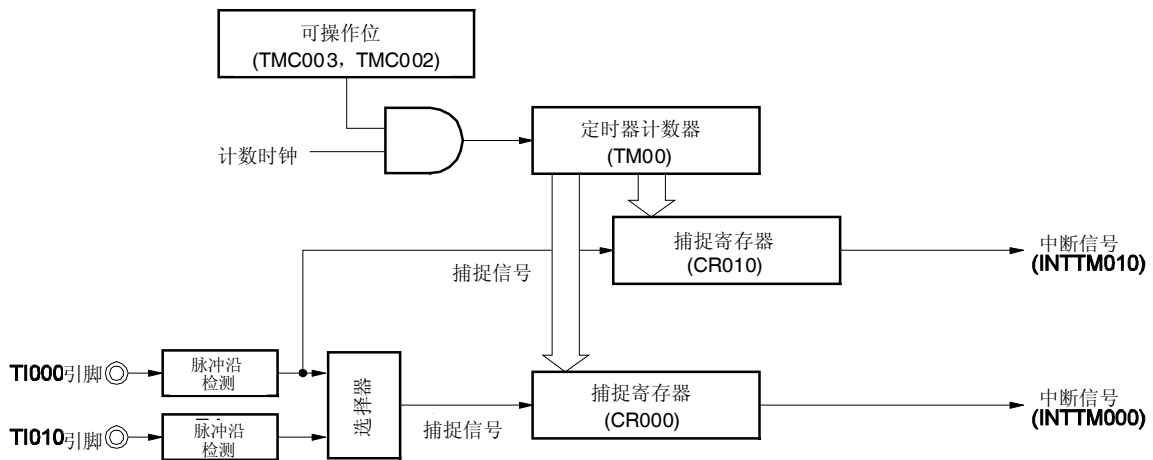 可操作位
(TMC003，TMC002)
计数时钟
定时器计数器
(TM00)
捕捉寄存器
(CR010)
中断信号
(INTTM010)
捕捉信号
TI000引脚
脉冲沿
检测
选择器
捕捉寄存器
(CR000)
中断信号
(INTTM000)
捕捉信号
TI010引脚
脉冲沿
检测